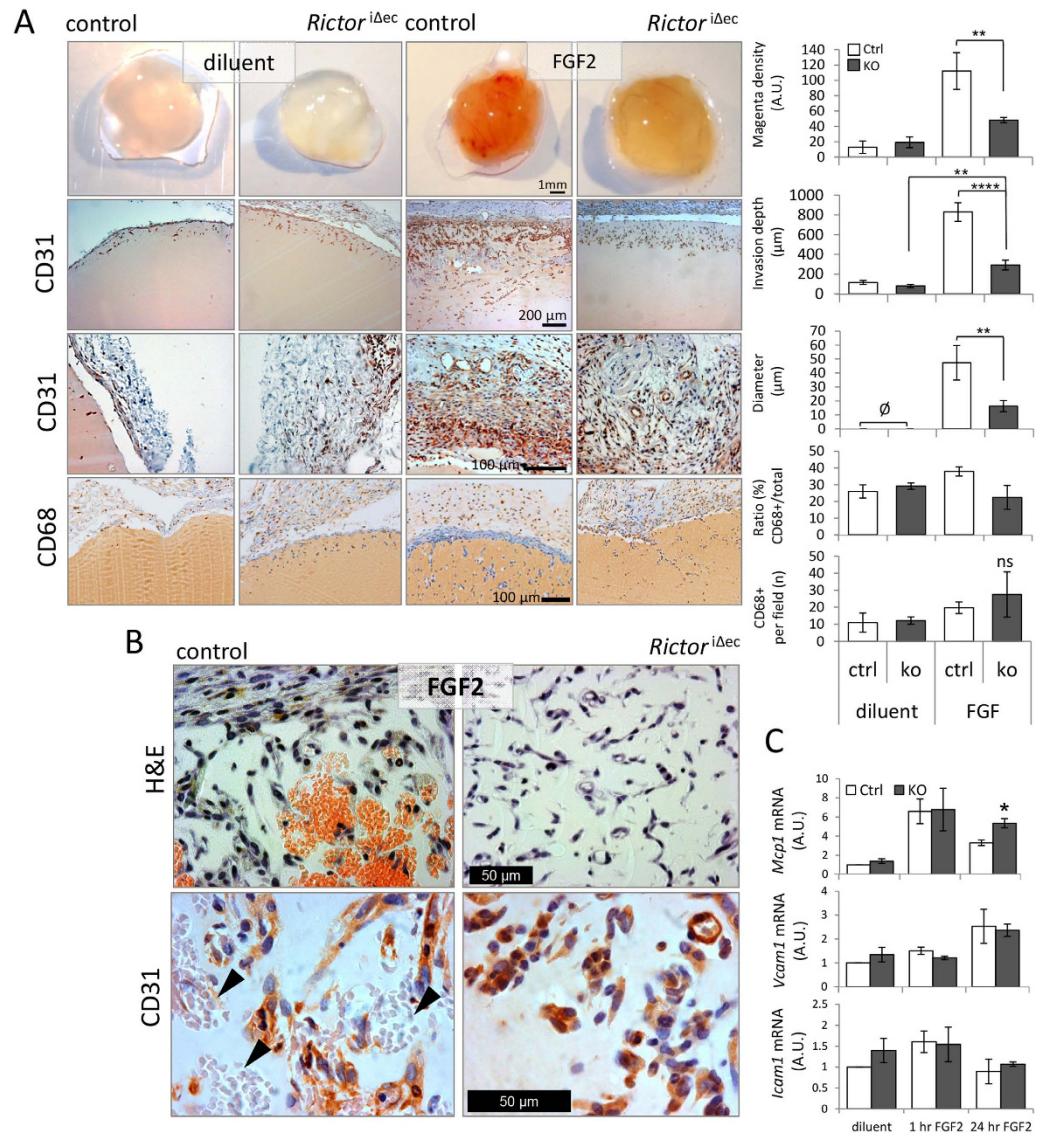 A
control
Rictor iΔec
control
Rictor iΔec
diluent
FGF2
1mm
CD31
200 µm
CD31
100 µm
CD68
100 µm
Magenta density
(A.U.)
140
120
100
80
60
40
20
0
Ctrl
KO
**
Invasion depth
(µm)
1000
800
600
400
200
0
**
****
Diameter
(µm)
70
60
50
40
30
20
10
0
Ø
**
Ratio (%)
CD68+/total
50
40
30
20
10
0
CD68+
per field (n)
50
40
30
20
10
0
ns
ctrl
ko
ctrl
ko
diluent
FGF
B
control
Rictor iΔec
FGF2
H&E
50 µm
CD31
50 µm
C
Mcp1 mRNA
(A.U.)
10
8
6
4
2
0
Ctrl
KO
*
Vcam1 mRNA
(A.U.)
4
3
2
1
0
Icam1 mRNA
(A.U.)
2.5
2
1.5
1
0.5
0
diluent
1 hr FGF2
24 hr FGF2